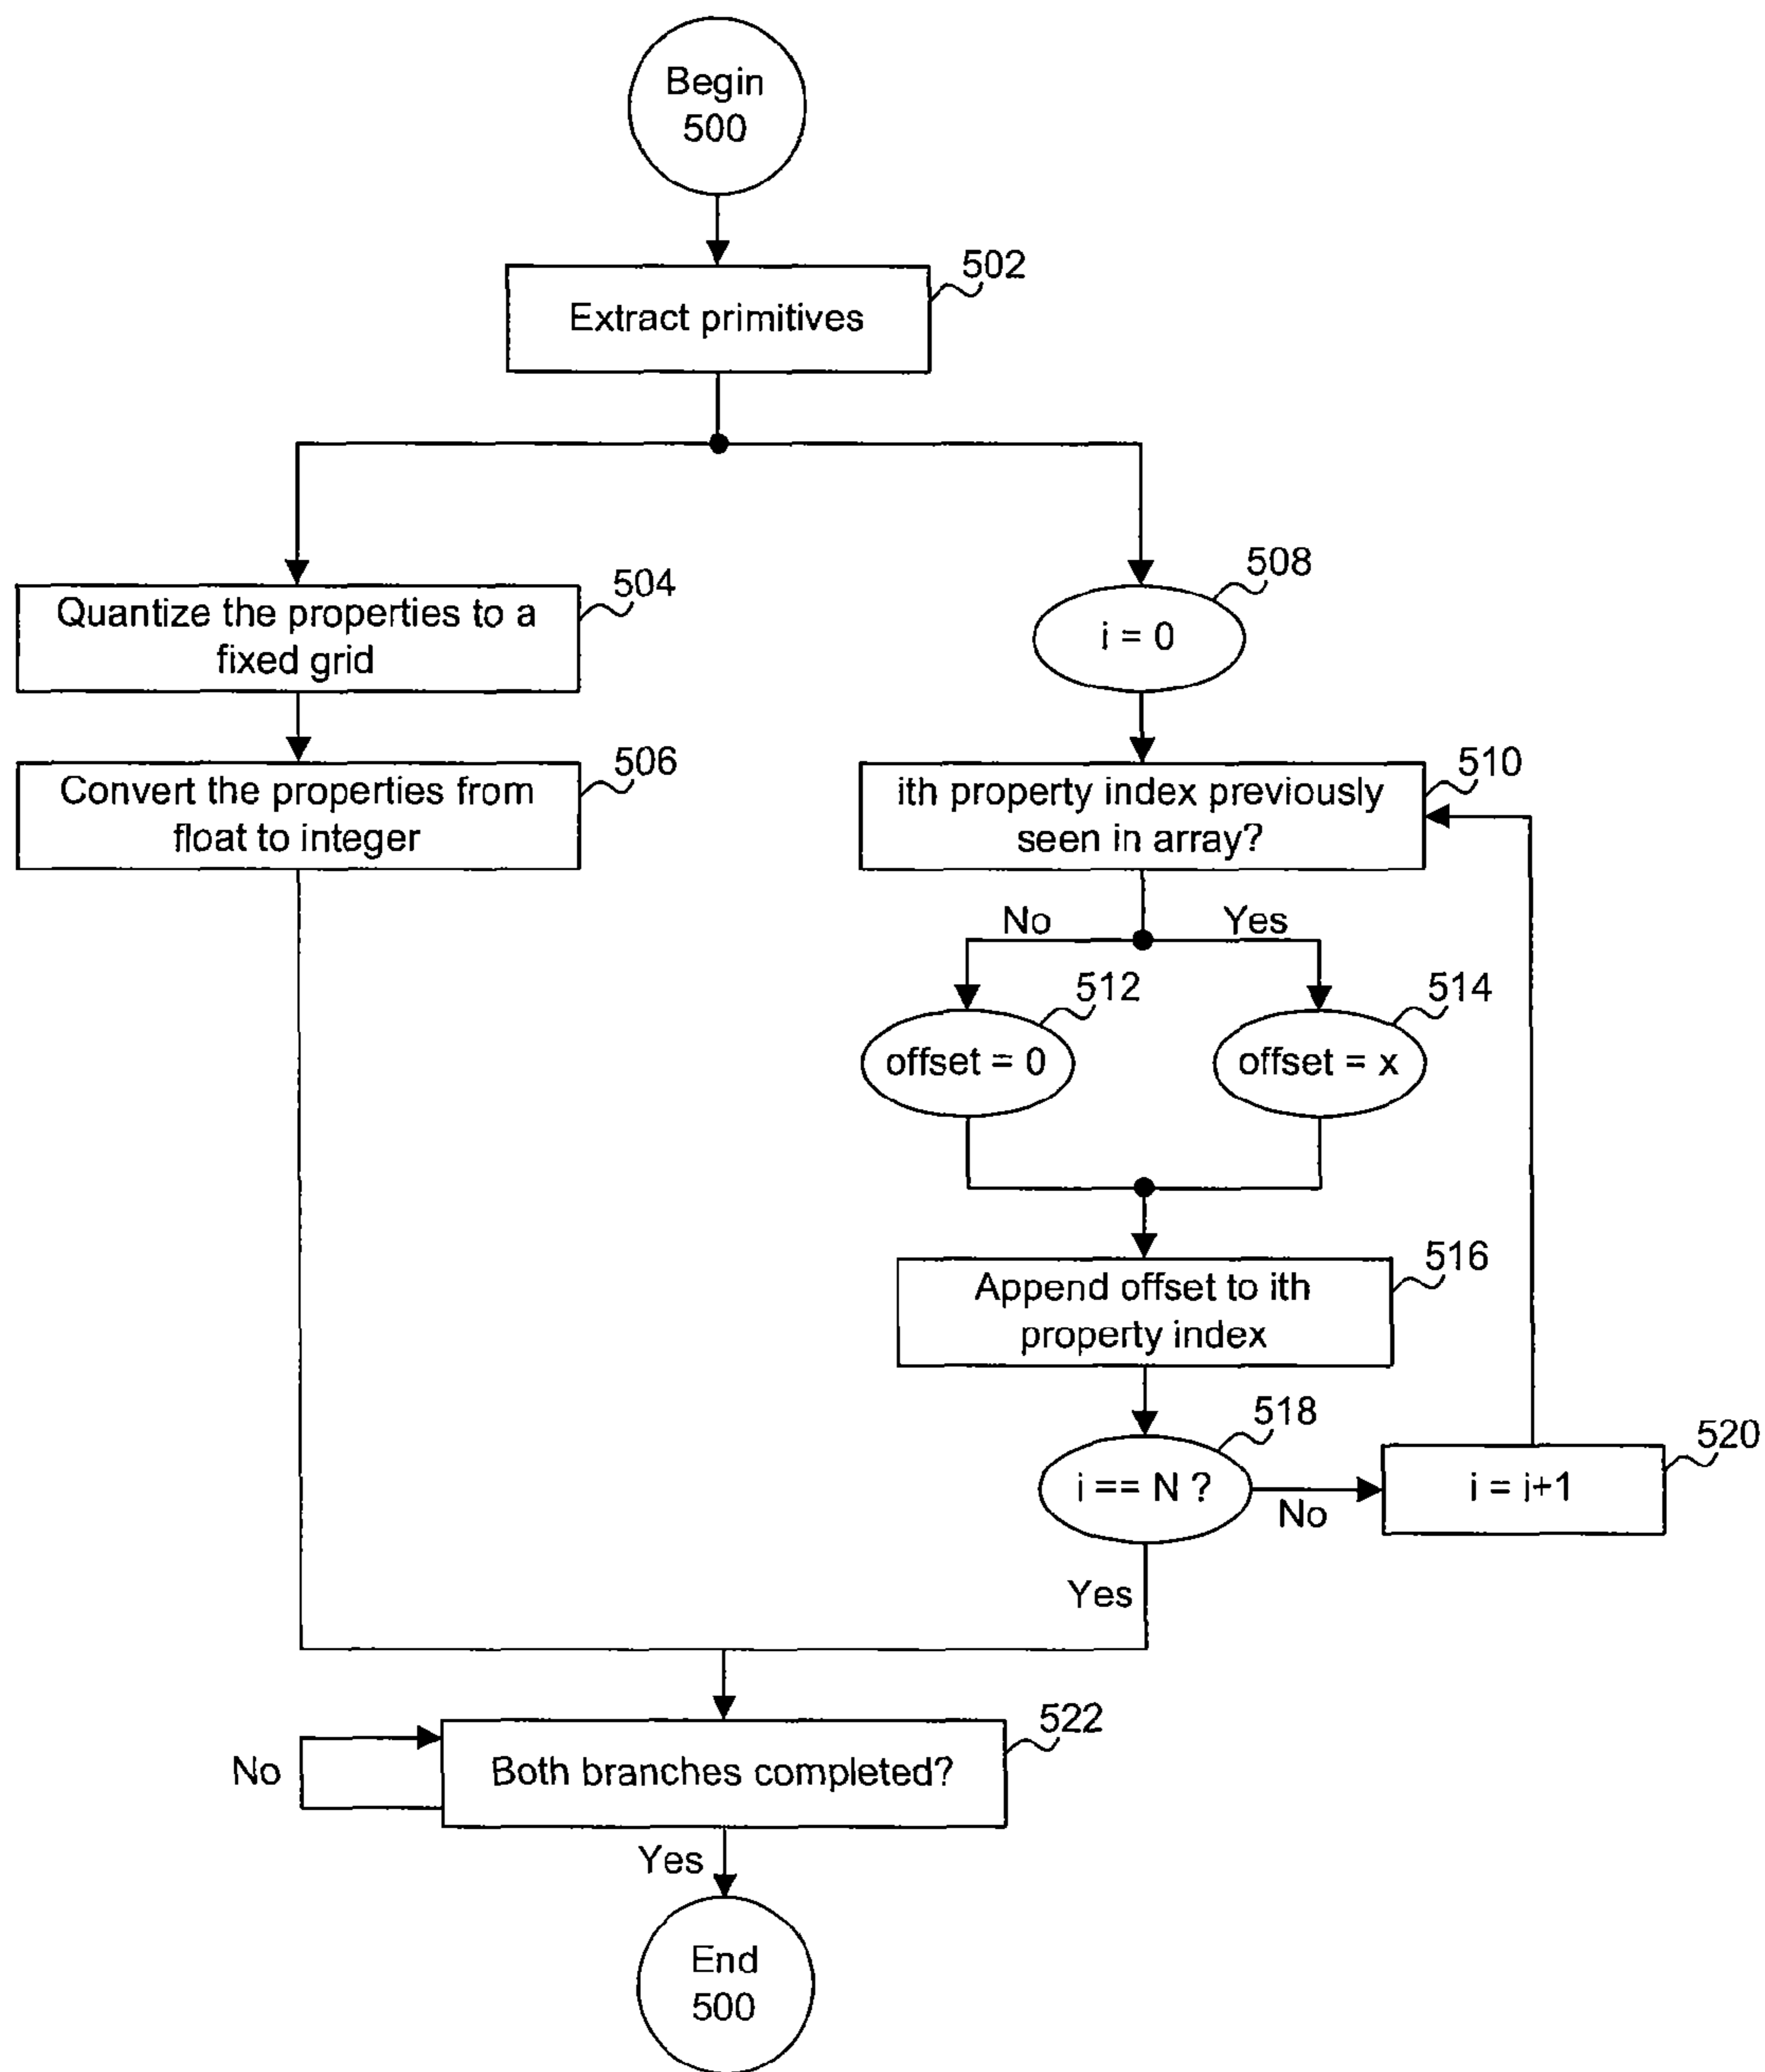 Begin
500
502
Extract primitives
504
Quantize the properties to a
fixed grid
508
i = 0
506
Convert the properties from
float to integer
510
ith property index previously
seen in array?
No
Yes
512
offset = 0
514
offset = x
516
Append offset to ith
property index
518
i == N ?
No
520
i = j+1
Yes
522
Both branches completed?
No
Yes
End
500